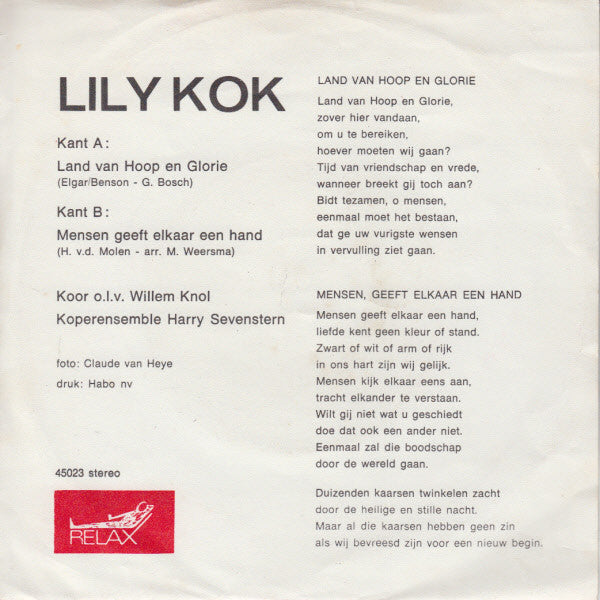 LILY KOK
Kant A:
Land van Hoop en Glorie
(Elgar/Benson - G. Bosch)
Kant B:
Mensen geeft elkaar een hand
(H. v.d. Molen - arr. M. Weersma)
Koor o.l.v. Willem Knol
Koperensemble Harry Sevenstern
foto: Claude van Heye
druk: Habo nv
45023 stereo
RELAX
LAND VAN HOOP EN GLORIE
Land van Hoop en Glorie,
zover hier vandaan,
om u te bereiken,
hoever moeten wij gaan?
Tijd van vriendschap en vrede,
wanneer breekt gij toch aan?
Bidt tezamen, o mensen,
eenmaal moet het bestaan,
dat ge uw vurigste wensen
in vervulling ziet gaan.
MENSEN, GEEFT ELKAAR EEN HAND
Mensen geeft elkaar een hand,
liefde kent geen kleur of stand.
Zwart of wit of arm of rijk
in ons hart zijn wij gelijk.
Mensen kijk elkaar eens aan,
tracht elkander te verstaan.
Wilt gij niet wat u geschiedt
doe dat ook een ander niet.
Eenmaal zal die boodschap
door de wereld gaan.
Duizenden kaarsen twinkelen zacht
door de heilige en stille nacht.
Maar al die kaarsen hebben geen zin
als wij bevreesd zijn voor een nieuw begin.